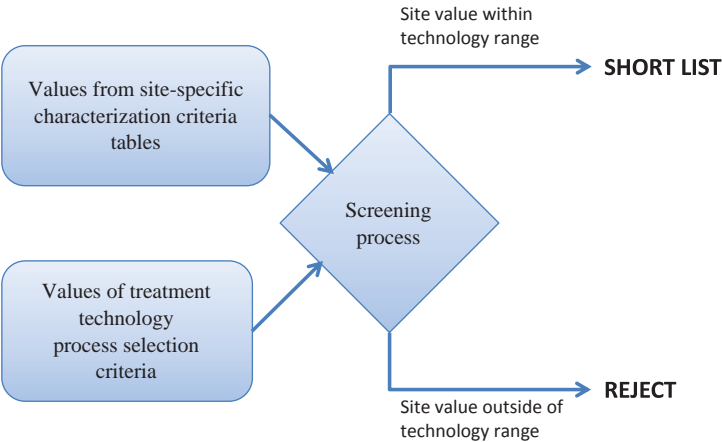 Site value within
technology range
SHORT LIST
Values from site-specific
characterization criteria
tables
Screening
process
Values of treatment
technology
process selection
criteria
REJECT
Site value outside of
technology range